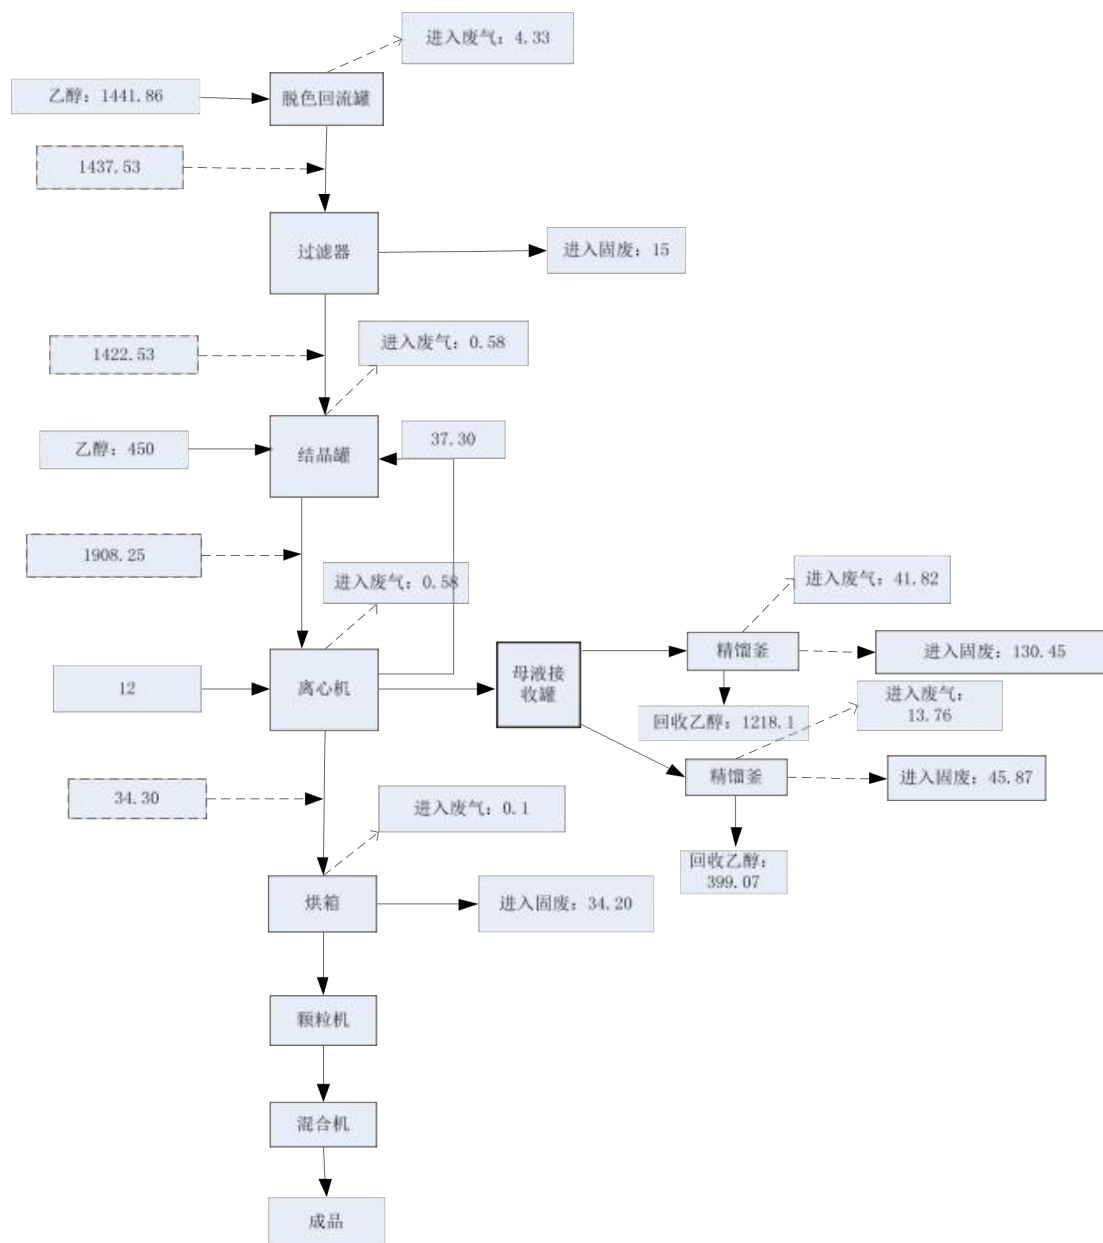 进入废气：4.33
乙醇：1441.86
脱色回流罐
1437.53
过滤器
进入固废：15
进入废气：0.58
1422.53
乙醇：450
结晶罐
37.30
1908.25
进入废气：0.58
进入废气：41.82
12
离心机
母液接
收罐
精馏釜
进入固废：130.45
回收乙醇：1218.1
进入废气：
13.76
精馏釜
进入固废：45.87
34.30
进入废气：0.1
回收乙醇：
399.07
烘箱
进入固废：34.20
颗粒机
混合机
成品